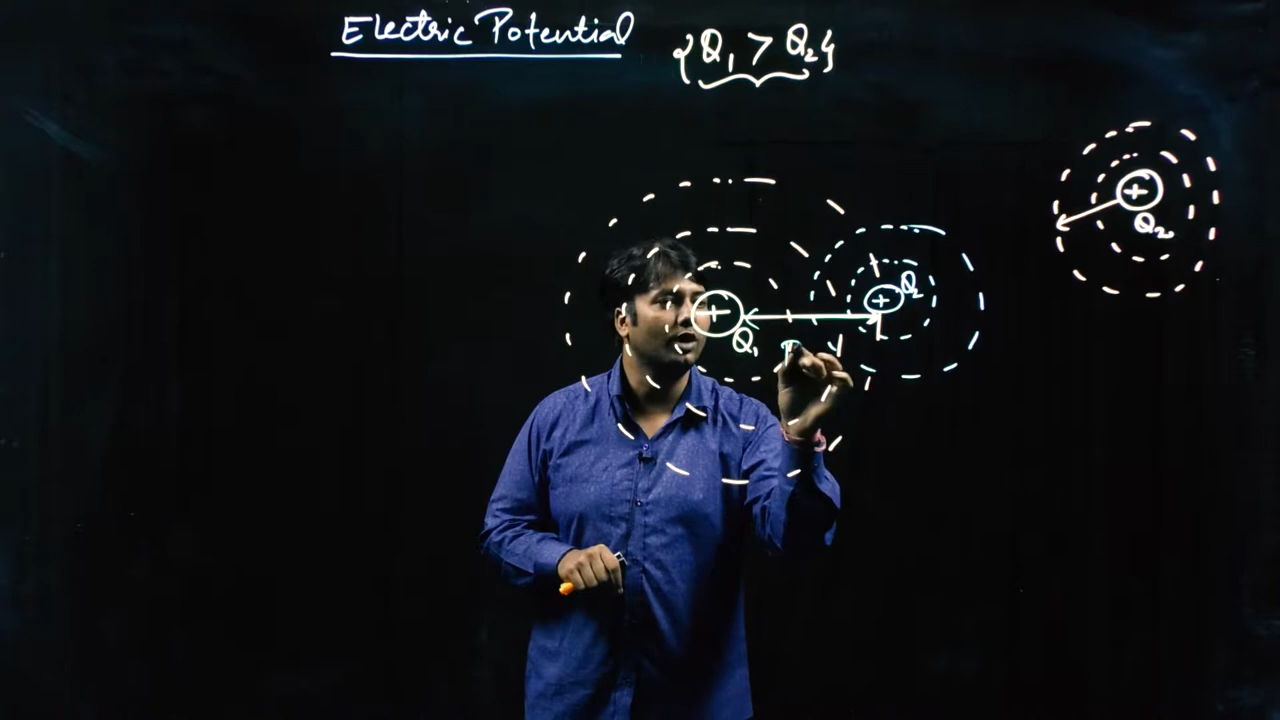 Electric Potential {Q₁ > Q₂}
+
Q₂
+ Q₂
+
Q₁